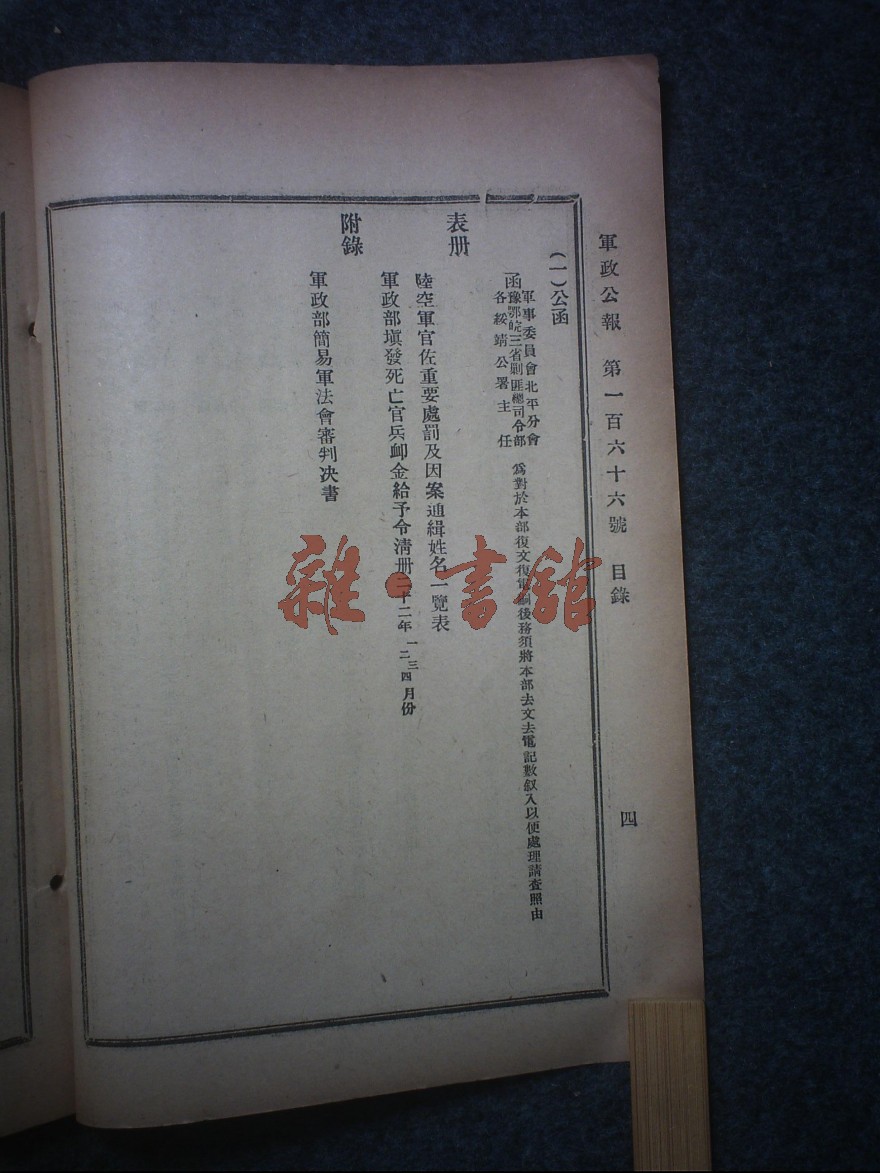 軍政公報　第一百六十六號　目錄　四
(一)公函
函軍事委員會北平分會
豫鄂皖三省剿匪總司令部
各綏靖公署主任
為對於本部復文復電嗣後務須將本部去文去電記數叙入以便處理請查照由
表册
陸空軍官佐重要處罰及因案通緝姓名一覽表
軍政部填發死亡官兵卹金給予令清册二十二年一二三四月份
附錄
軍政部簡易軍法會審判决書
雜·書館